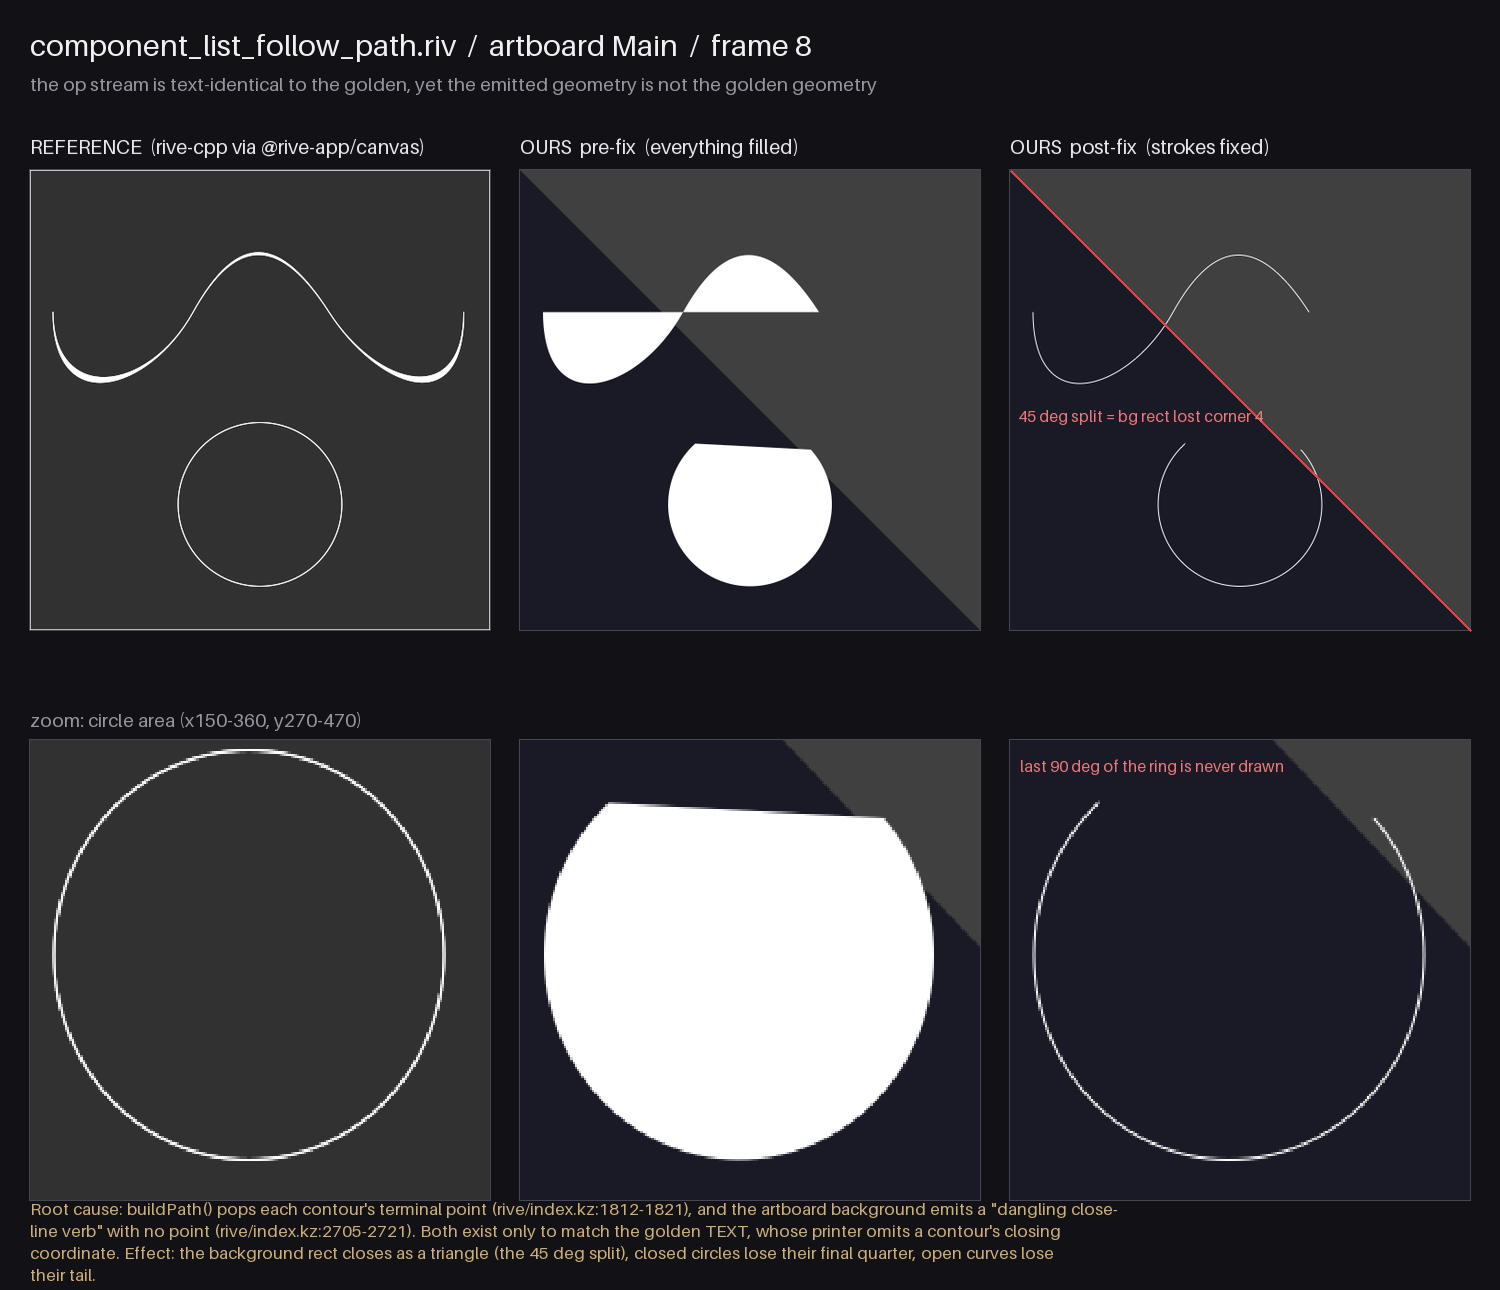 component_list_follow_path.riv / artboard Main / frame 8
the op stream is text-identical to the golden, yet the emitted geometry is not the golden geometry
REFERENCE (rive-cpp via @rive-app/canvas)
OURS pre-fix (everything filled)
OURS post-fix (strokes fixed)
45 deg split = bg rect lost corner 4
zoom: circle area (x150-360, y270-470)
last 90 deg of the ring is never drawn
Root cause: buildPath() pops each contour's terminal point (rive/index.kz:1812-1821), and the artboard background emits a "dangling close-
line verb" with no point (rive/index.kz:2705-2721). Both exist only to match the golden TEXT, whose printer omits a contour's closing
coordinate. Effect: the background rect closes as a triangle (the 45 deg split), closed circles lose their final quarter, open curves lose
their tail.